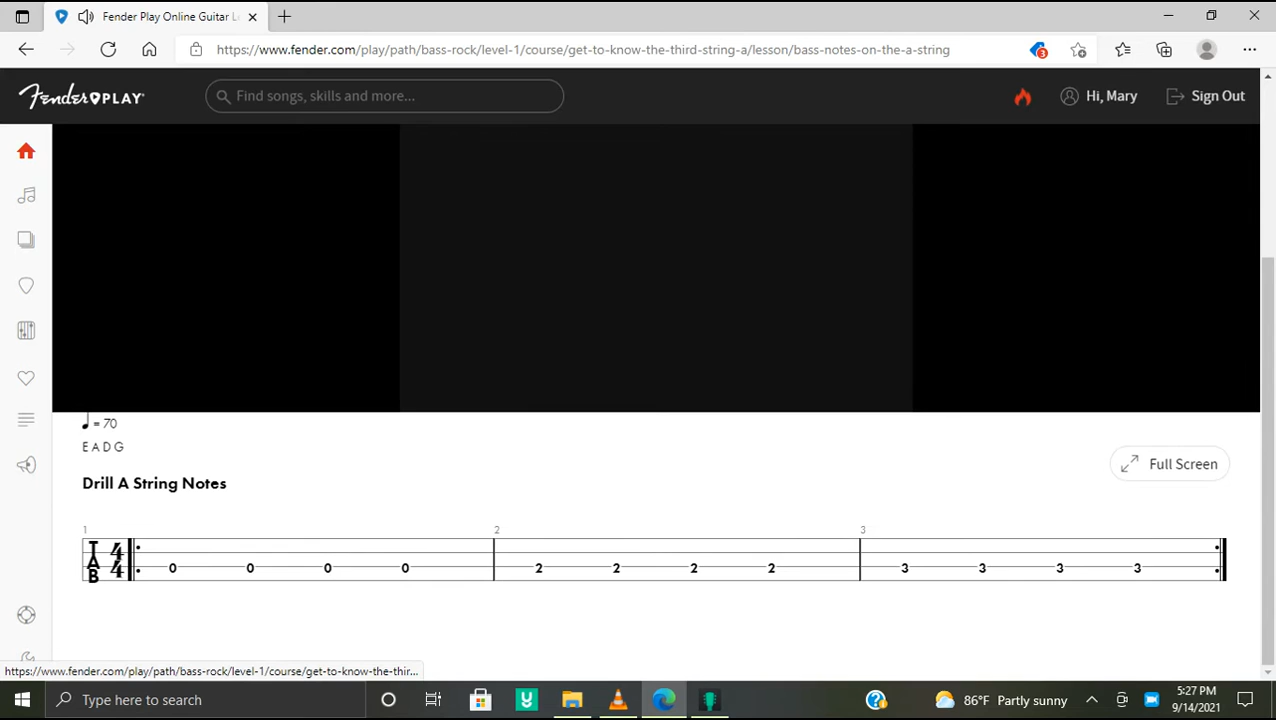 Fender Play Online Guitar Le
https://www.fender.com/play/path/bass-rock/level-1/course/get-to-know-the-third-string-a/lesson/bass-notes-on-the-a-string
3
Fender PLAY
Find songs, skills and more...
Hi, Mary
Sign Out
= 70
E A D G
Full Screen
Drill A String Notes
1 2 3
T A B 4 4 0 0 0 0 2 2 2 2 3 3 3 3
https://www.fender.com/play/path/bass-rock/level-1/course/get-to-know-the-thir...
Type here to search
86°F Partly sunny
5:27 PM
9/14/2021